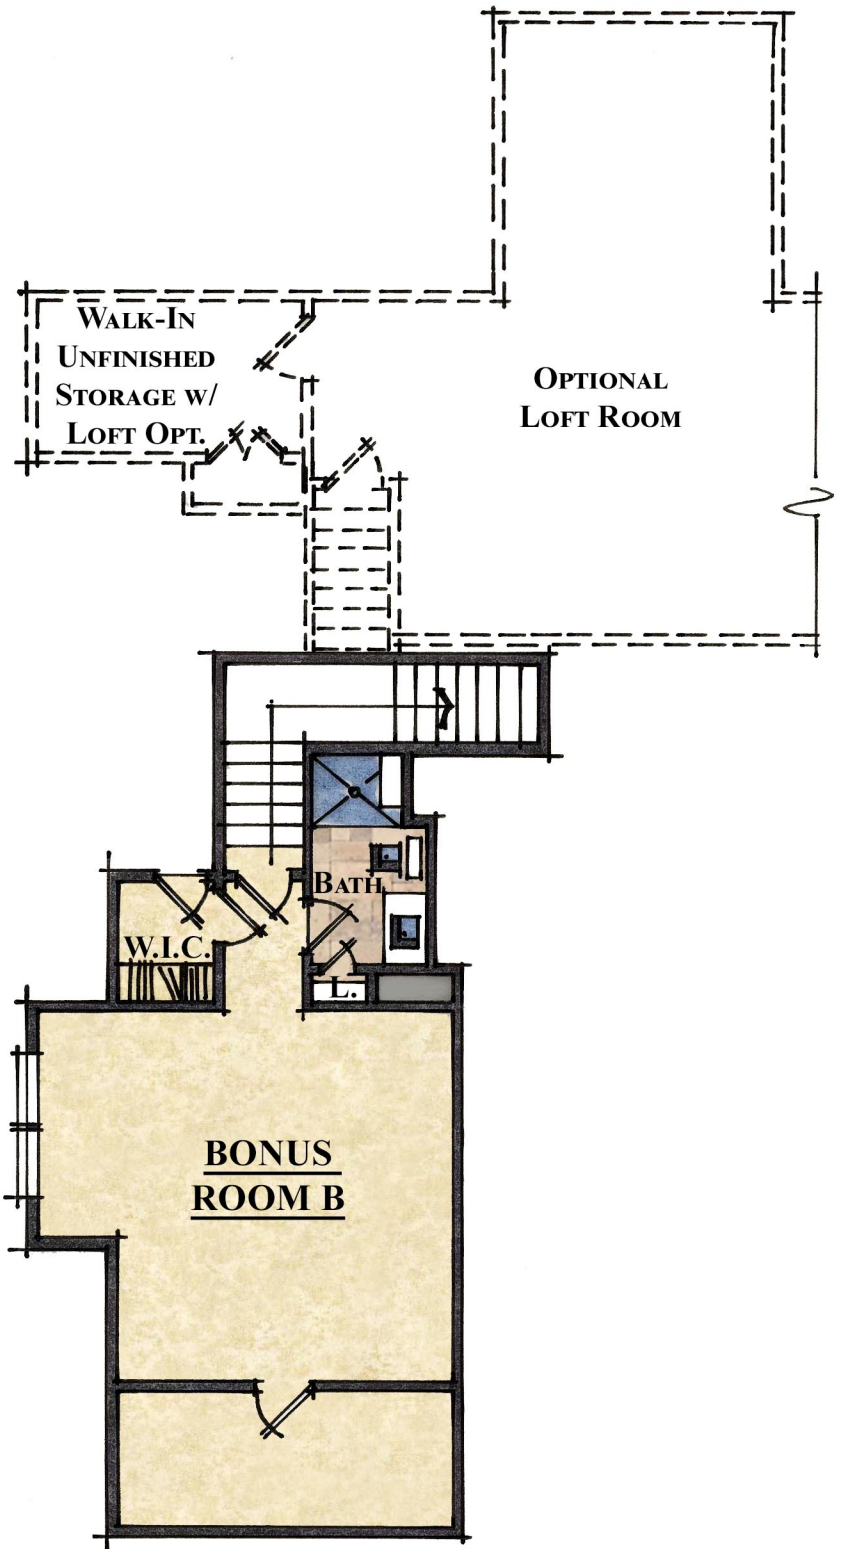 Walk-In
Unfinished
Storage w/
Loft Opt.
Optional
Loft Room
Bath
W.I.C.
L.
BONUS
ROOM B